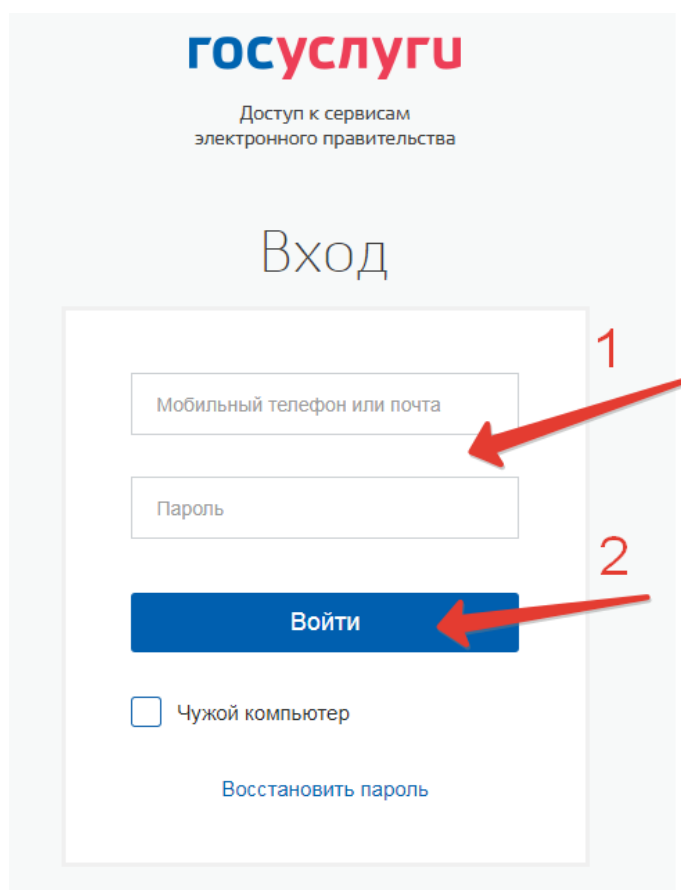 госуслуги
Доступ к сервисам
электронного правительства
Вход
1
Мобильный телефон или почта
Пароль
2
Войти
Чужой компьютер
Восстановить пароль